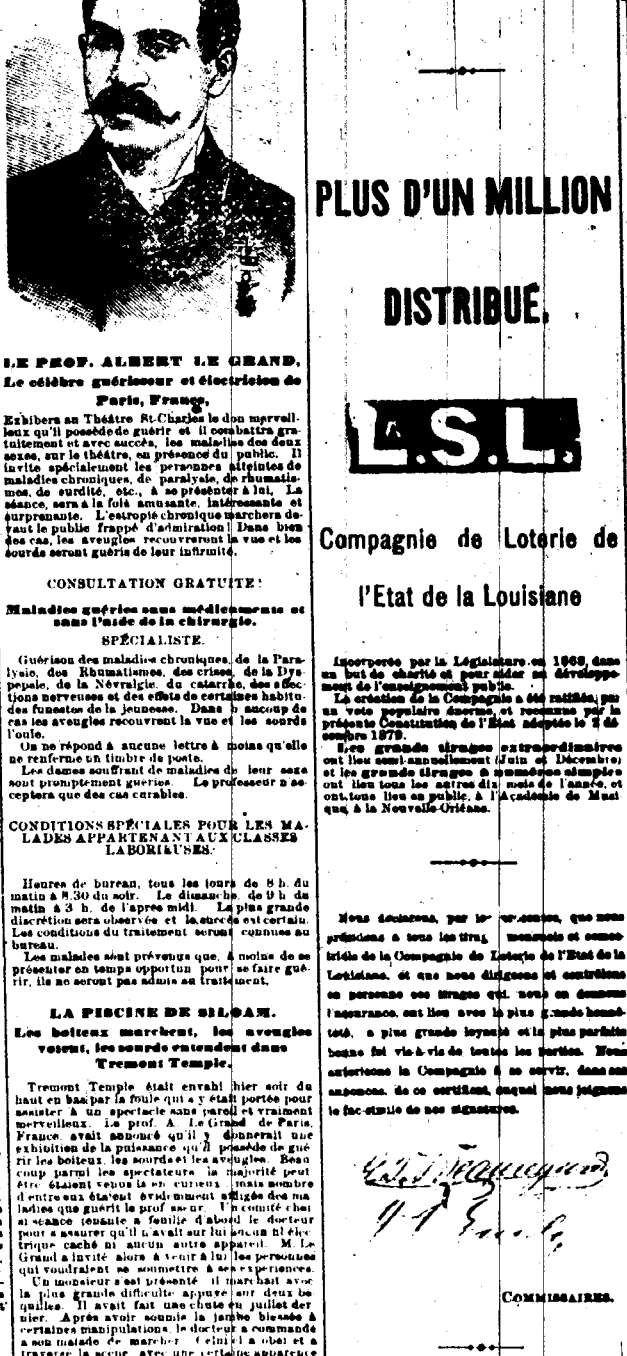 LE PROF. ALBERT LE GRAND,
Le célèbre guérisseur et électricien de
Paris, France,
Exhibera au Théâtre St-Charles le don merveil-
leux qu'il possède de guérir et il combattra gra-
tuitement et avec succès, les maladies des deux
sexes, sur le théâtre, en présence du public. Il
invite spécialement les personnes atteintes de
maladies chroniques, de paralysie, de rhumatis-
mes, de surdité, etc., à se présenter à lui. La
séance, sera à la fois amusante, intéressante et
surprenante. L'estropié chronique marchera de-
vant le public frappé d'admiration! Dans bien
des cas, les aveugles recouvreront la vue et les
sourds seront guéris de leur infirmité.
CONSULTATION GRATUITE!
Maladies guéries sans médicaments et
sans l'aide de la chirurgie.
SPÉCIALISTE.
Guérison des maladies chroniques, de la Para-
lysie, des Rhumatismes, des crises, de la Dys-
pepsie, de la Névralgie, du catarrhe, des affec-
tions nerveuses et des effets de certaines habitu-
des funestes de la jeunesse. Dans b aucoup de
cas les aveugles recouvrent la vue et les sourds
l'ouïe.
On ne répond à aucune lettre à moins qu'elle
ne renferme un timbre de poste.
Les dames souffrant de maladies de leur sexe
sont promptement guéries. Le professeur n'ac-
ceptera que des cas curables.
CONDITIONS SPÉCIALES POUR LES MA-
LADES APPARTENANT AUX CLASSES
LABORIEUSES.
Heures de bureau, tous les jours de 8 h. du
matin à 8.30 du soir. Le dimanche, de 9 h du
matin à 3 h. de l'après midi. La plus grande
discrétion sera observée et le succès est certain.
Les conditions du traitement seront connues au
bureau.
Les malades sont prévenus que, à moins de se
présenter en temps opportun pour se faire gué-
rir, ils ne seront pas admis au traitement.
LA PISCINE DE SILOAM.
Les boiteux marchent, les aveugles
voient, les sourds entendent dans
Tremont Temple.
Tremont Temple était envahi hier soir du
haut en bas par la foule qui s'y était portée pour
assister à un spectacle sans pareil et vraiment
merveilleux. Le prof. A. Le Grand de Paris,
France, avait annoncé qu'il y donnerait une
exhibition de la puissance qu'il possède de gué-
rir les boiteux, les sourds et les aveugles. Beau
coup parmi les spectateurs la majorité peut
être étaient venus là en curieux mais nombre
d'entre eux étaient évidemment affligés des ma
ladies que guérit le prof sseur. Un comité choi
si séance tenante a fouillé d'abord le docteur
pour s assurer qu'il n'avait sur lui aucun fil élec
trique caché ni aucun autre appareil. M. Le
Grand a invité alors à venir à lui les personnes
qui voudraient se soumettre à ses expériences.
Un monsieur s'est présenté il marchait avec
la plus grande difficulté appuyé sur deux bé
quilles. Il avait fait une chute en juillet der
nier. Après avoir soumis la jambe blessée à
certaines manipulations, le docteur a commandé
à son malade de marcher Celui ci a obéi et a
traversé la scène avec une certaine apparence
PLUS D'UN MILLION
DISTRIBUÉ.
L.S.L.
Compagnie de Loterie de
l'Etat de la Louisiane
Incorporée par la Législature en 1868, dans
un but de charité et pour aider au développe-
ment de l'enseignement public.
La création de la Compagnie a été ratifiée, par
un vote populaire énorme, et reconnue par la
présente Constitution de l'Etat adoptée le 2 dé
cembre 1879.
Les grands tirages extraordinaires
ont lieu semi-annuellement (Juin et Décembre)
et les grands tirages à numéros simples
ont lieu tous les autres dix mois de l'année, et
ont tous lieu en public, à l'Académie de Musi
que, à la Nouvelle-Orléans.
Nous déclarons, par les présentes, que nous
présidons à tous les tirag mensuels et semes-
triels de la Compagnie de Loterie de l'Etat de la
Louisiane, et que nous dirigeons et contrôlons
en personne ces tirages qui, nous en donnons
l'assurance, ont lieu avec la plus grande honnê-
teté, a plus grande loyauté et la plus parfaite
bonne foi vis-à-vis de toutes les parties. Nous
autorisons la Compagnie à se servir, dans ses
annonces, de ce certificat, auquel nous joignons
le fac-simile de nos signatures.
G.T. Beauregard
COMMISSAIRES.